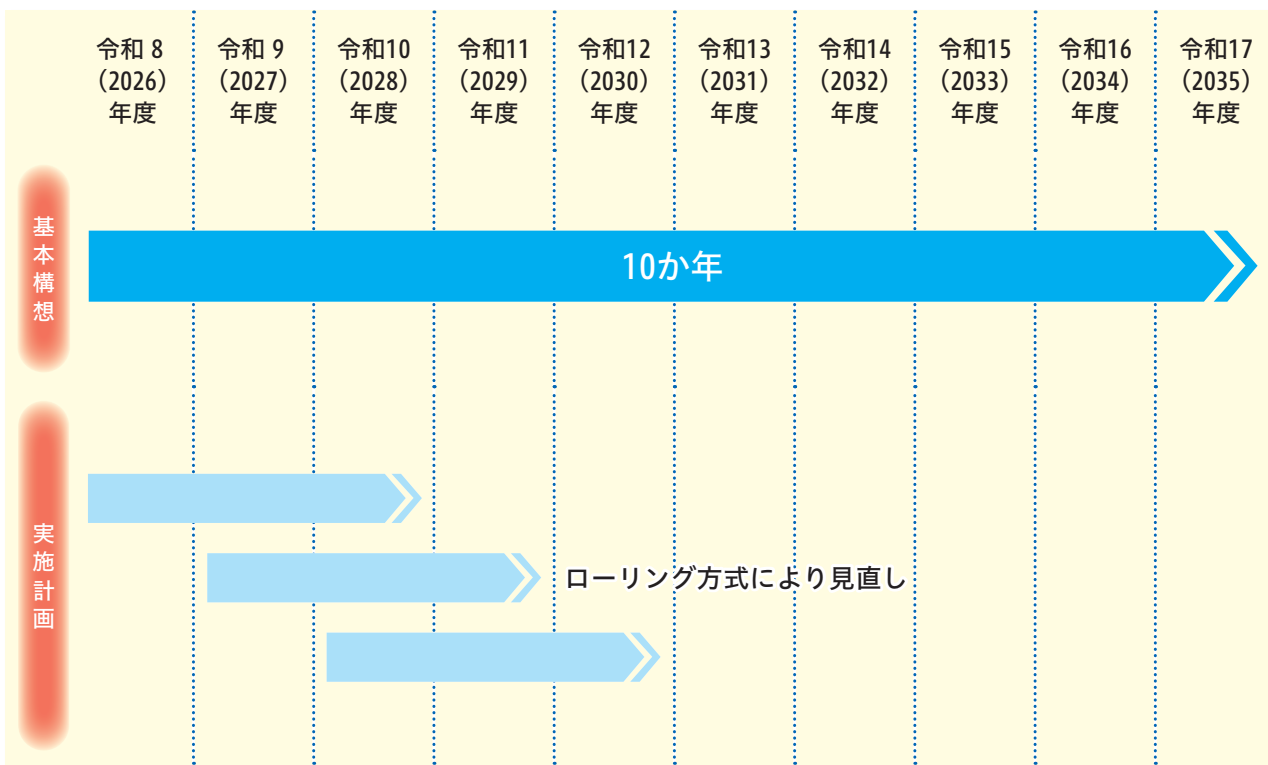 令和 8
（2026）
年度
令和 9
（2027）
年度
令和10
（2028）
年度
令和11
（2029）
年度
令和12
（2030）
年度
令和13
（2031）
年度
令和14
（2032）
年度
令和15
（2033）
年度
令和16
（2034）
年度
令和17
（2035）
年度
基本構想
10か年
実施計画
ローリング方式により見直し